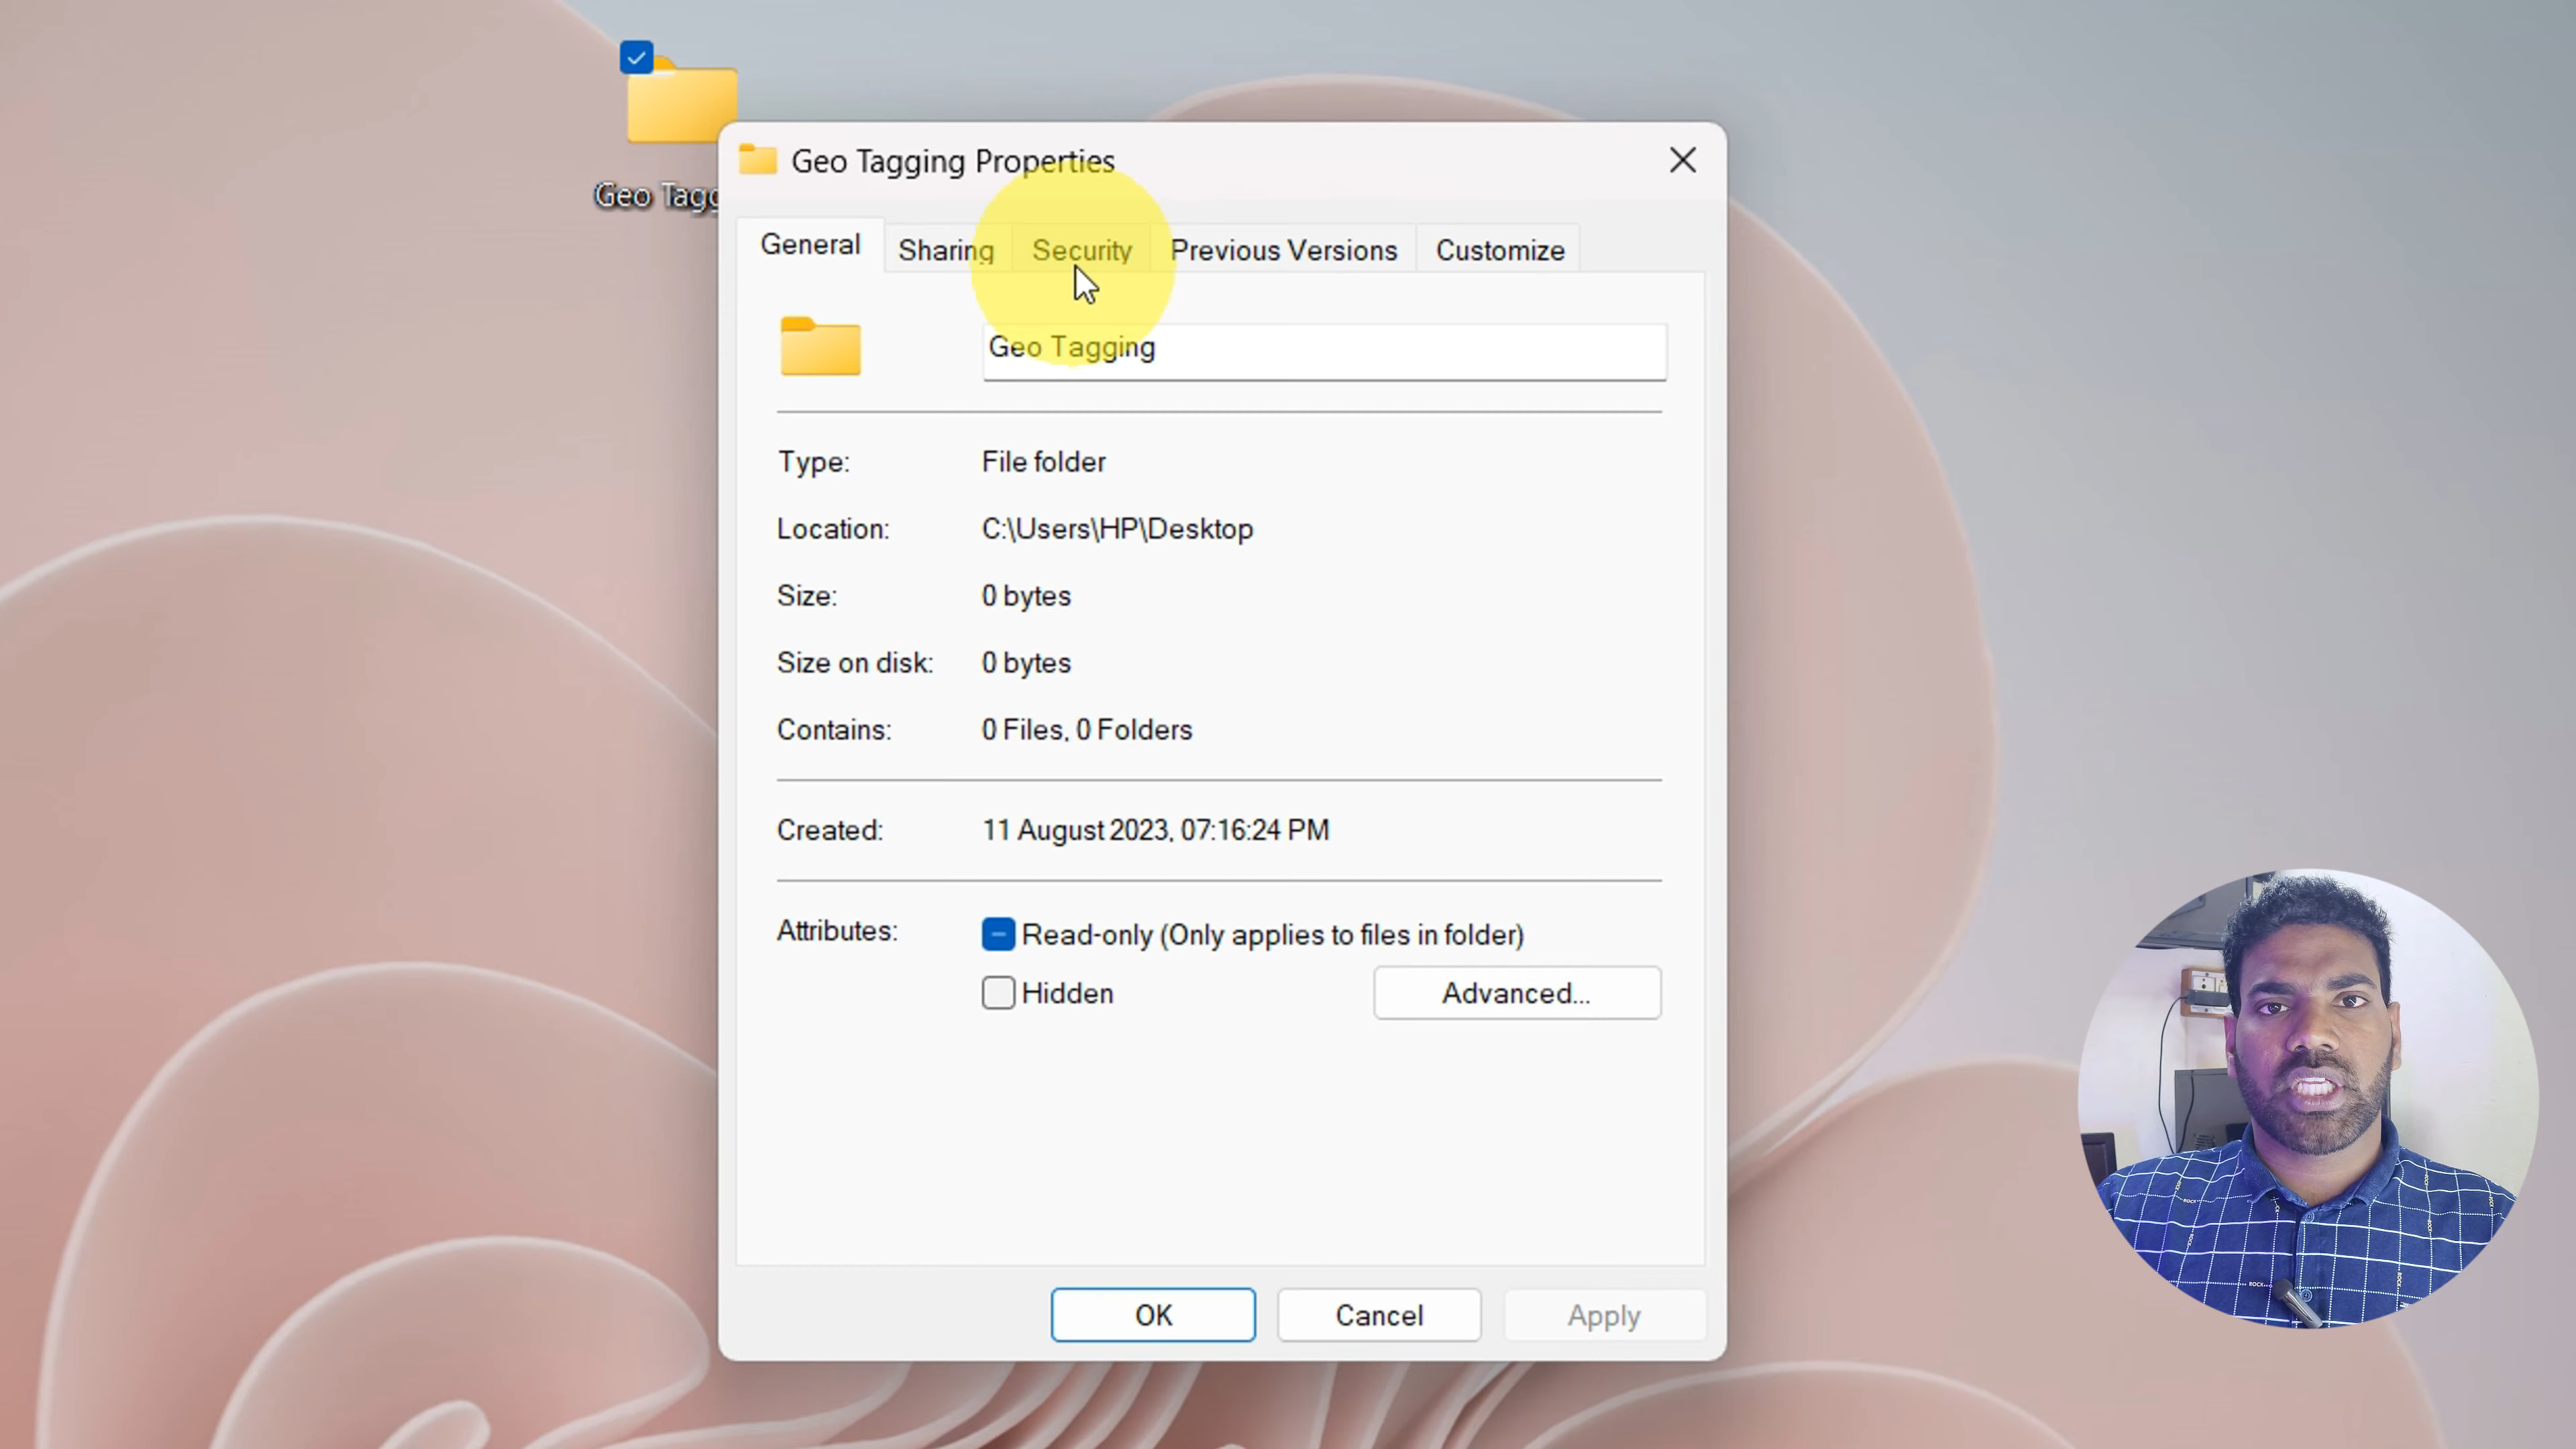 Geo Tagg
Geo Tagging Properties
General Sharing Security Previous Versions Customize
Geo Tagging
Type: File folder
Location: C:\Users\HP\Desktop
Size: 0 bytes
Size on disk: 0 bytes
Contains: 0 Files, 0 Folders
Created: 11 August 2023, 07:16:24 PM
Attributes: Read-only (Only applies to files in folder)
Hidden Advanced...
OK Cancel Apply